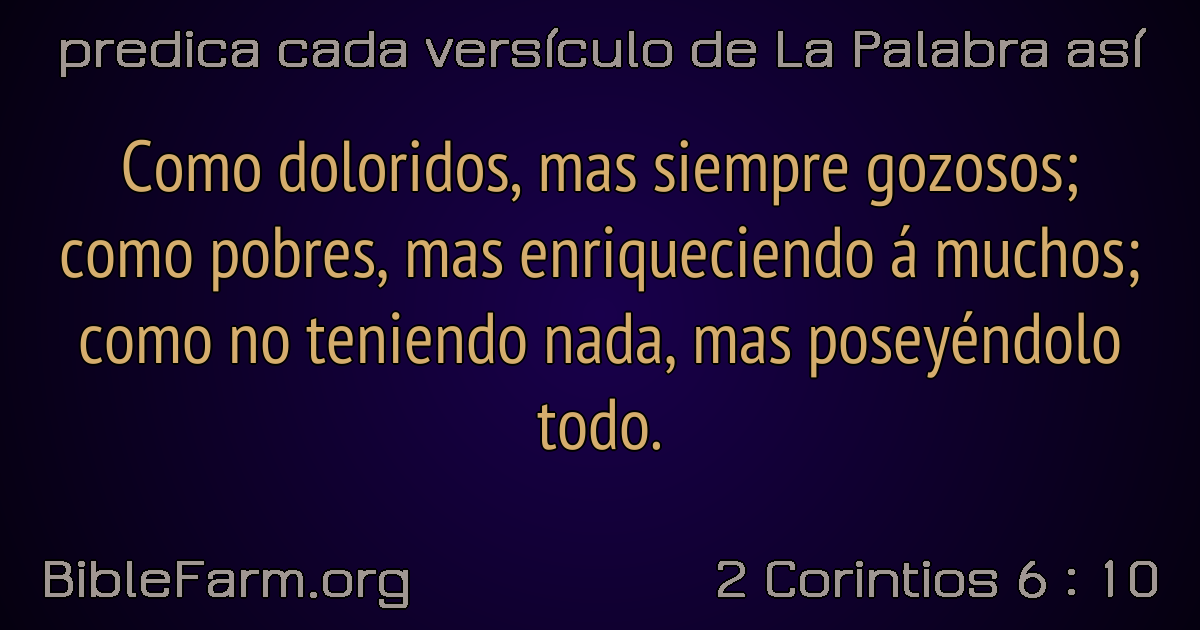 predica cada versículo de La Palabra así
Como doloridos, mas siempre gozosos;
como pobres, mas enriqueciendo á muchos;
como no teniendo nada, mas poseyéndolo
todo.
BibleFarm.org
2 Corintios 6 : 10